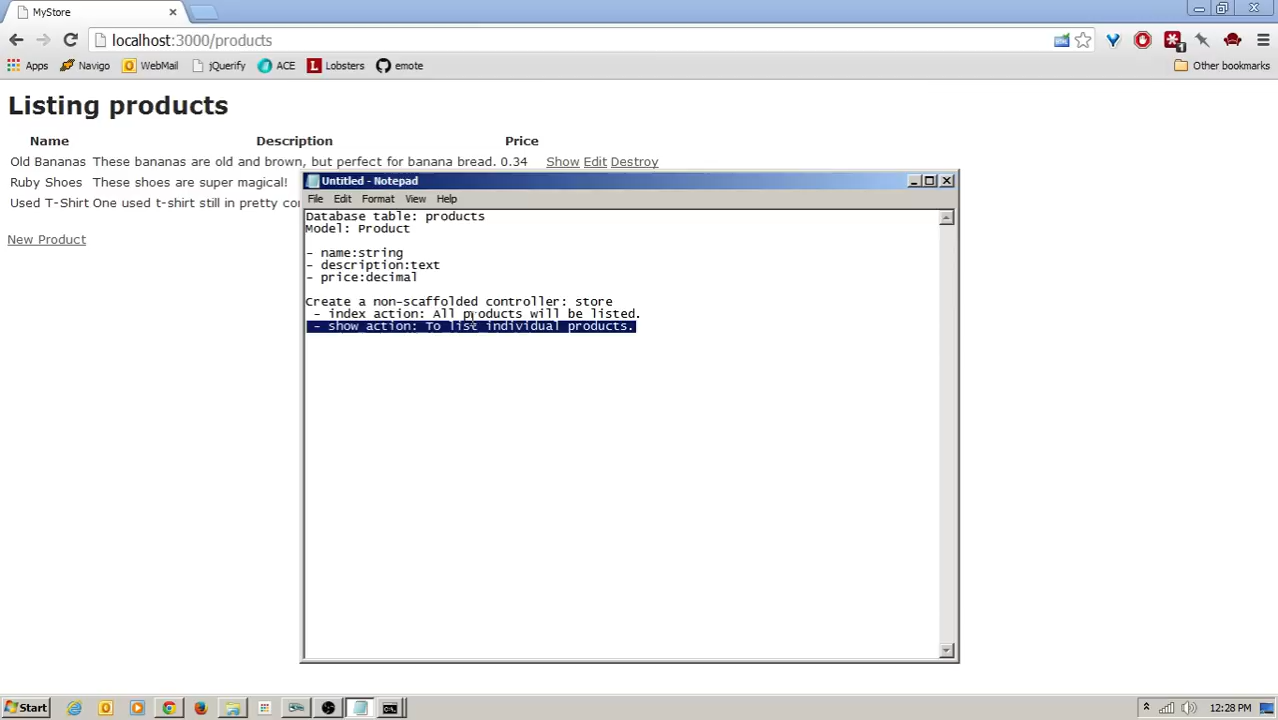 MyStore
localhost:3000/products
Apps Navigo WebMail jQuerify ACE Lobsters emote Other bookmarks
Listing products
Name Description Price
Old Bananas These bananas are old and brown, but perfect for banana bread. 0.34 Show Edit Destroy
Ruby Shoes These shoes are super magical!
Used T-Shirt One used t-shirt still in pretty
New Product
Untitled - Notepad
File Edit Format View Help
Database table: products
Model: Product
- name:string
- description:text
- price:decimal
Create a non-scaffolded controller: store
- index action: All products will be listed.
- show action: To list individual products.
Start 12:28 PM